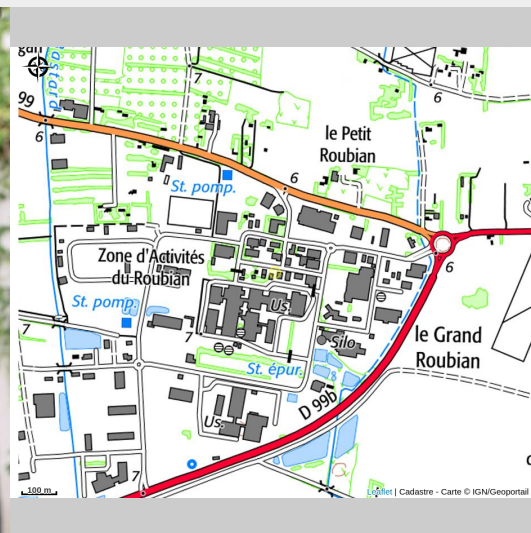 7
6
99
6
le Petit
Roubian
6
St. pomp.
Zone d'Activités
du Roubian
6
St. pomp.
Us.
7
7
Silo
le Grand
Roubian
St. épur.
D 99b
Us.
7
100 m
Leaflet | Cadastre - Carte © IGN/Geoportail